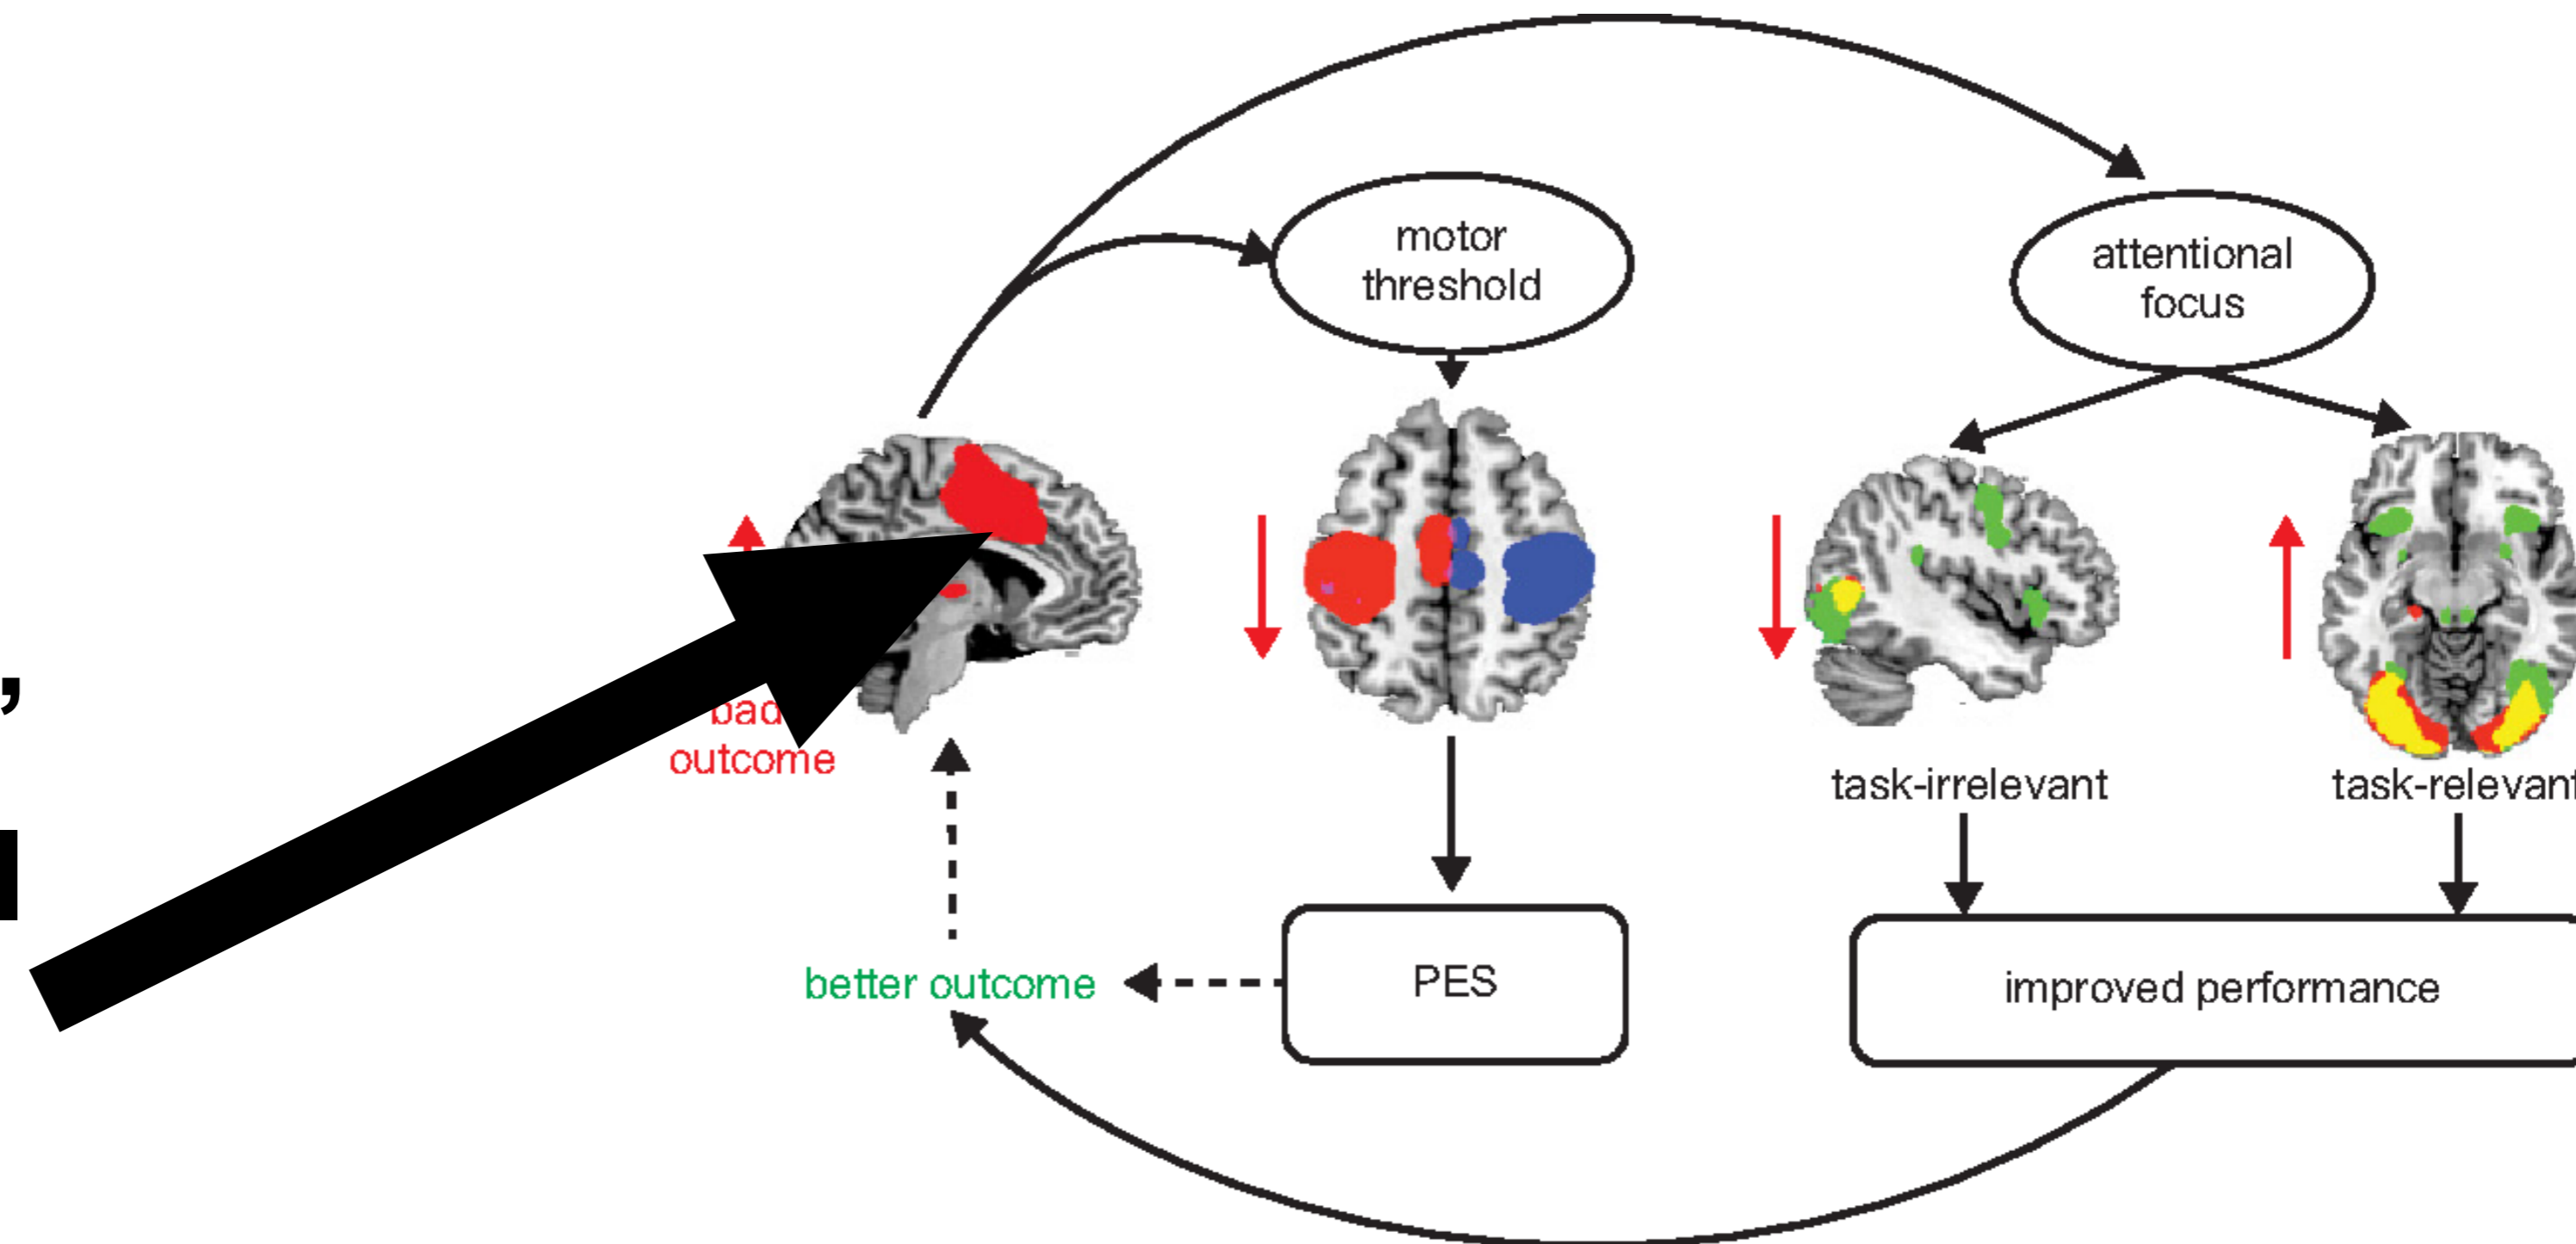 motor
threshold
attentional
focus
bad
outcome
task-irrelevant
task-relevant
better outcome
PES
improved performance